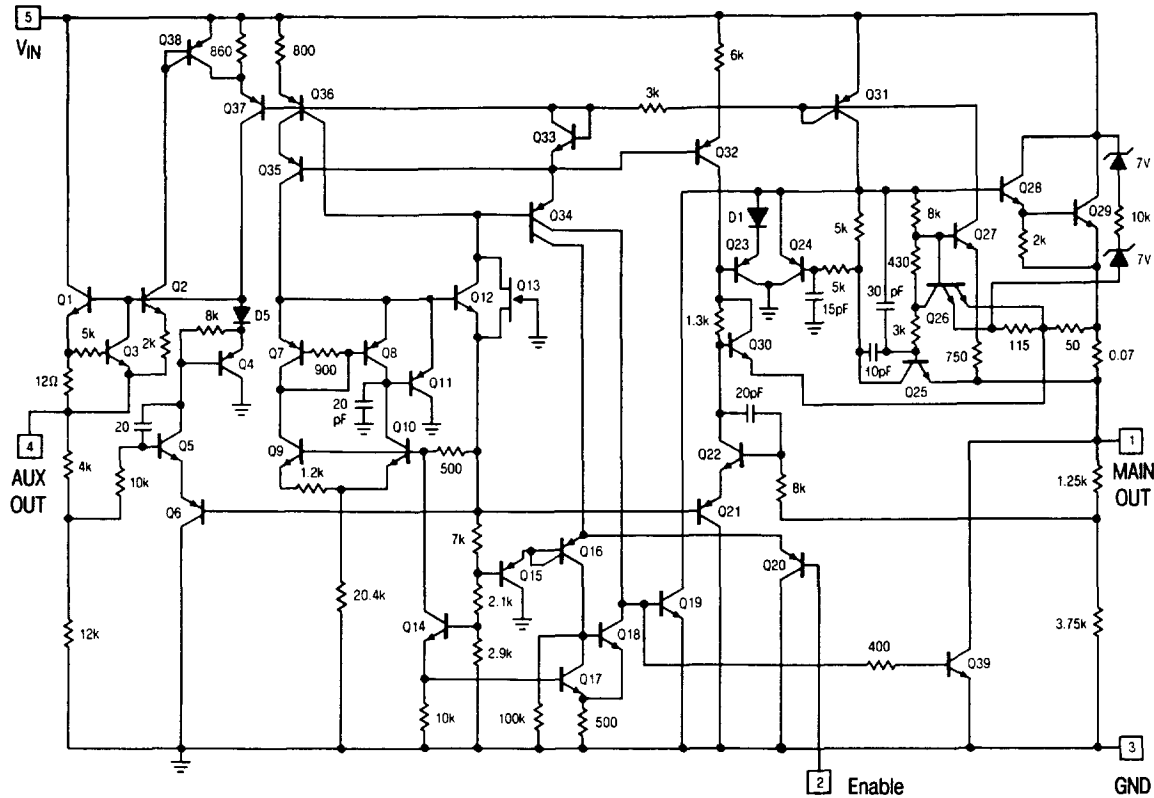 5
VIN
Q38
860
800
6k
Q37
Q36
3k
Q31
Q33
Q32
Q35
Q28
7V
Q34
D1
8k
Q29
5k
Q27
10k
Q23
Q24
2k
Q1
Q2
Q13
430
7V
D5
Q12
5k
30 pF
8k
15pF
Q26
5k
Q3
2k
1.3k
3k
115
50
Q4
Q7
Q8
Q30
900
Q11
10pF
750
0.07
12Ω
20 pF
20pF
Q25
4
AUX OUT
20
Q5
Q9
Q10
500
Q22
1
MAIN OUT
4k
10k
1.2k
8k
1.25k
Q6
Q21
7k
Q16
Q15
Q20
20.4k
2.1k
Q19
Q14
Q18
3.75k
12k
2.9k
400
Q17
Q39
10k
100k
500
3
GND
2
Enable